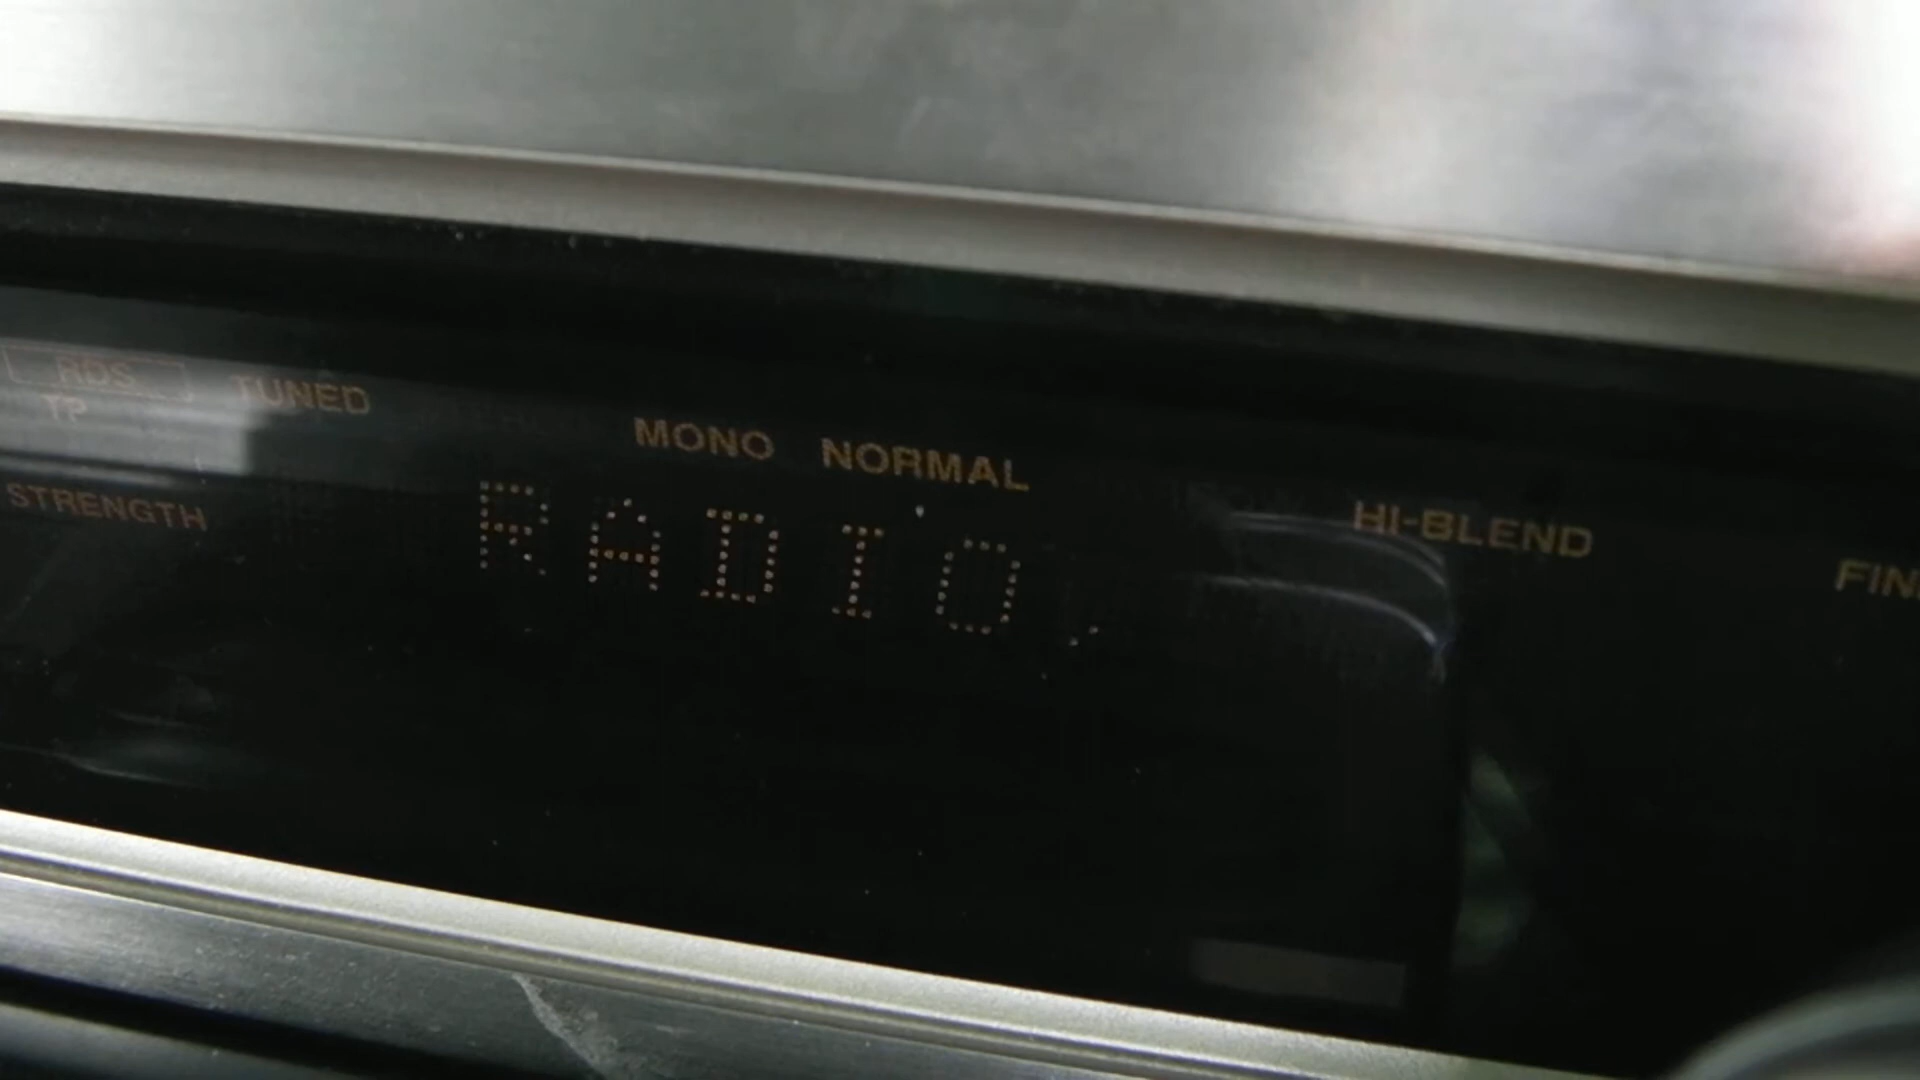 RDS TUNED
TP
MONO NORMAL
STRENGTH
HI-BLEND
RADIO,
FIN